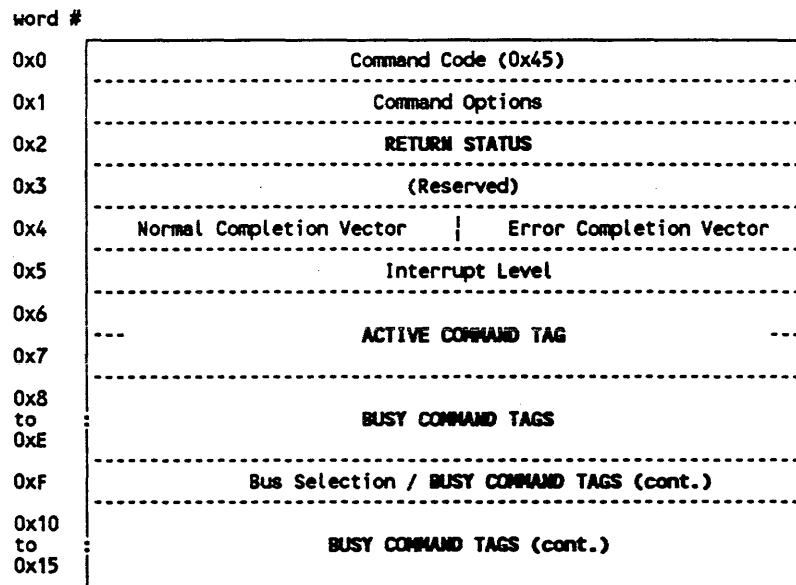 word #
0x0 Command Code (0x45)
0x1 Command Options
0x2 RETURN STATUS
0x3 (Reserved)
0x4 Normal Completion Vector | Error Completion Vector
0x5 Interrupt Level
0x6
--- ACTIVE COMMAND TAG ---
0x7
0x8
to : BUSY COMMAND TAGS
0xE
0xF Bus Selection / BUSY COMMAND TAGS (cont.)
0x10
to : BUSY COMMAND TAGS (cont.)
0x15